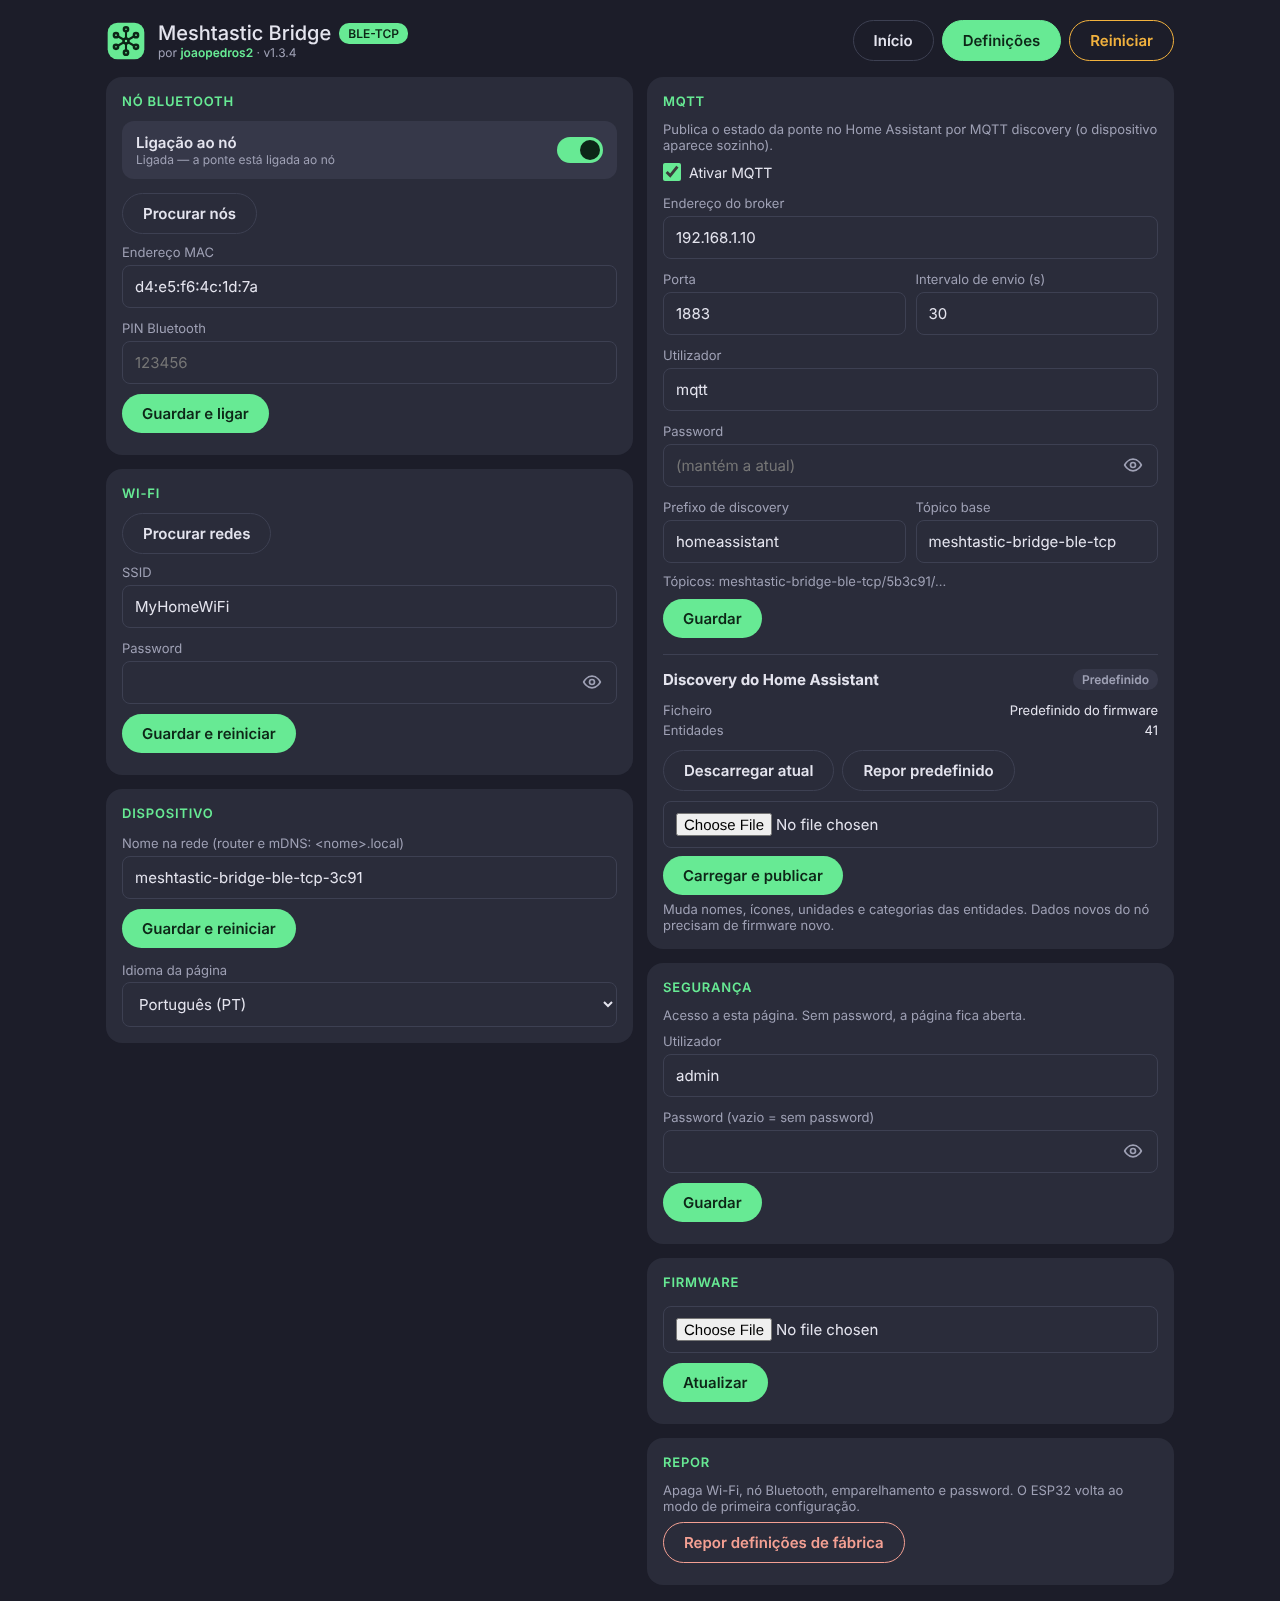 Meshtastic Bridge BLE-TCP
por joaopedros2 · v1.3.4
Início
Definições
Reiniciar
NÓ BLUETOOTH
Ligação ao nó
Ligada — a ponte está ligada ao nó
Procurar nós
Endereço MAC
d4:e5:f6:4c:1d:7a
PIN Bluetooth
123456
Guardar e ligar
WI-FI
Procurar redes
SSID
MyHomeWiFi
Password
Guardar e reiniciar
DISPOSITIVO
Nome na rede (router e mDNS: <nome>.local)
meshtastic-bridge-ble-tcp-3c91
Guardar e reiniciar
Idioma da página
Português (PT)
MQTT
Publica o estado da ponte no Home Assistant por MQTT discovery (o dispositivo
aparece sozinho).
Ativar MQTT
Endereço do broker
192.168.1.10
Porta
Intervalo de envio (s)
1883
30
Utilizador
mqtt
Password
(mantém a atual)
Prefixo de discovery
Tópico base
homeassistant
meshtastic-bridge-ble-tcp
Tópicos: meshtastic-bridge-ble-tcp/5b3c91/...
Guardar
Discovery do Home Assistant
Predefinido
Ficheiro
Predefinido do firmware
Entidades
41
Descarregar atual
Repor predefinido
Choose File No file chosen
Carregar e publicar
Muda nomes, ícones, unidades e categorias das entidades. Dados novos do nó
precisam de firmware novo.
SEGURANÇA
Acesso a esta página. Sem password, a página fica aberta.
Utilizador
admin
Password (vazio = sem password)
Guardar
FIRMWARE
Choose File No file chosen
Atualizar
REPOR
Apaga Wi-Fi, nó Bluetooth, emparelhamento e password. O ESP32 volta ao
modo de primeira configuração.
Repor definições de fábrica